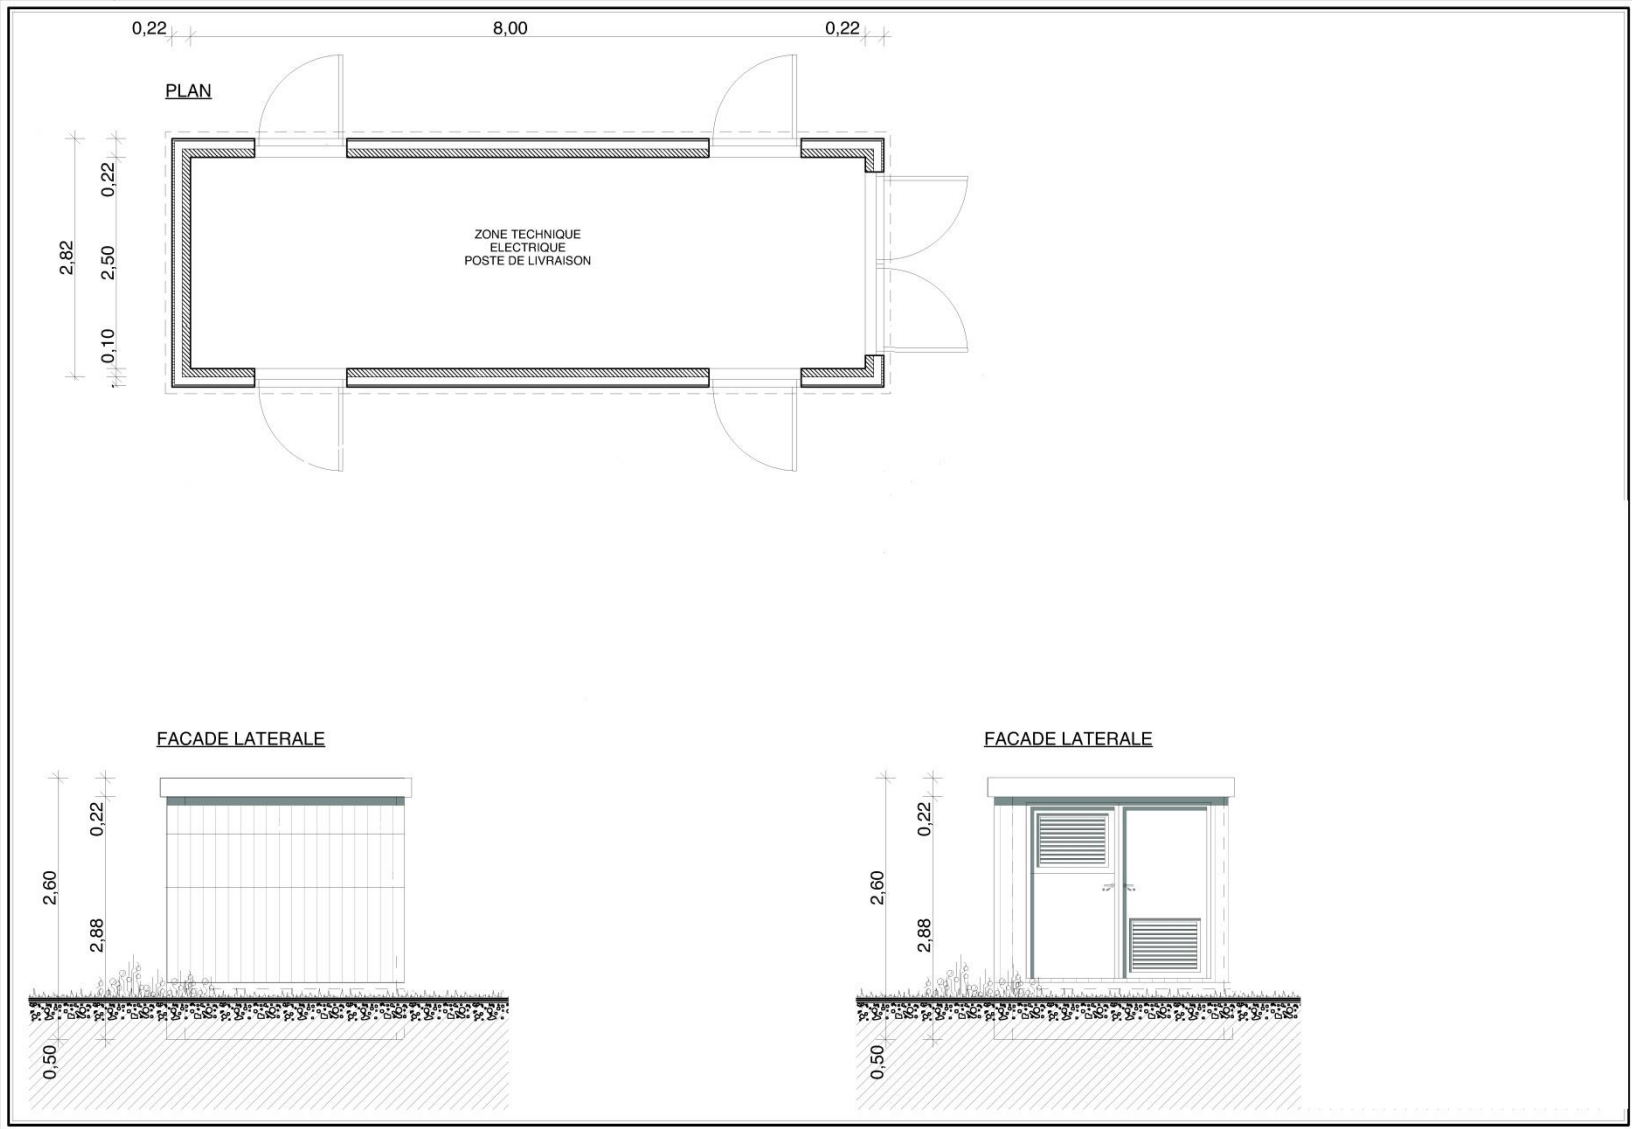 0,22
8,00
0,22
PLAN
2,82
0,22
2,50
0,10
ZONE TECHNIQUE
ELECTRIQUE
POSTE DE LIVRAISON
FACADE LATERALE
2,60
0,50
0,22
2,88
FACADE LATERALE
2,60
0,50
0,22
2,88